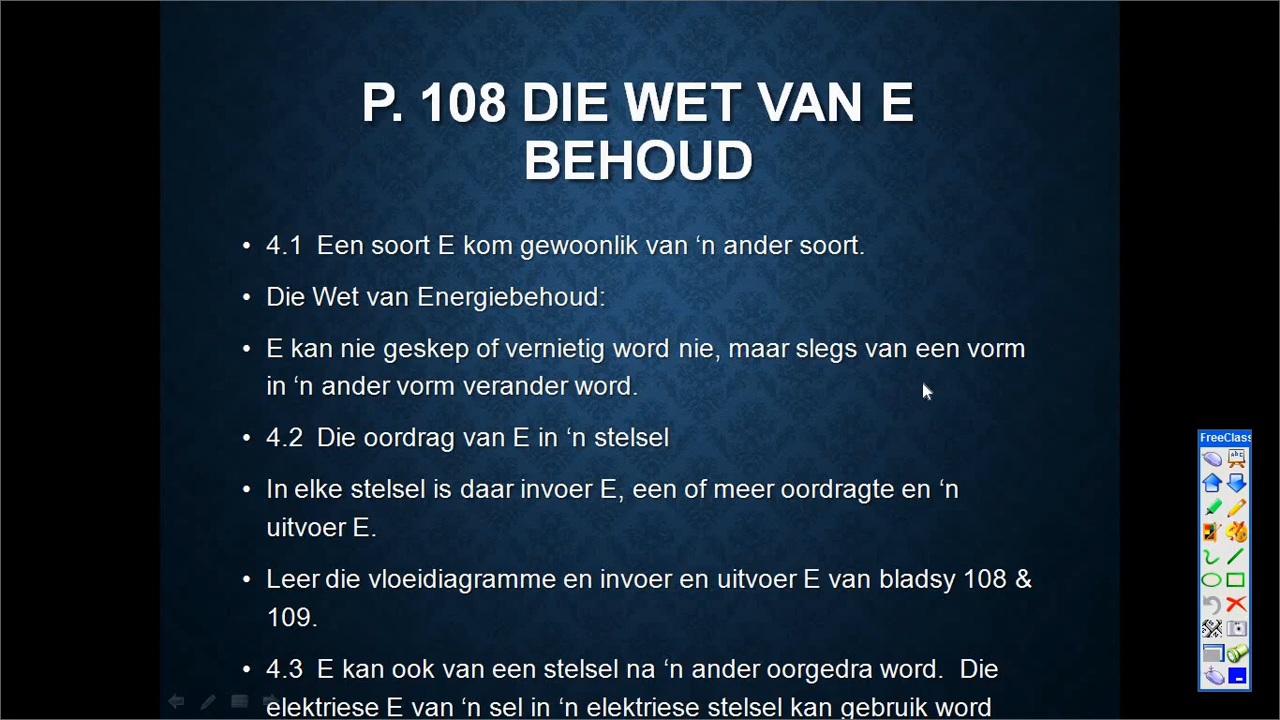 P. 108 DIE WET VAN E
BEHOUD
• 4.1 Een soort E kom gewoonlik van ‘n ander soort.
• Die Wet van Energiebehoud:
• E kan nie geskep of vernietig word nie, maar slegs van een vorm
in ‘n ander vorm verander word.
• 4.2 Die oordrag van E in ‘n stelsel
• In elke stelsel is daar invoer E, een of meer oordragte en ‘n
uitvoer E.
• Leer die vloeidiagramme en invoer en uitvoer E van bladsy 108 &
109.
• 4.3 E kan ook van een stelsel na ‘n ander oorgedra word. Die
elektriese E van ‘n sel in ‘n elektriese stelsel kan gebruik word
FreeClass